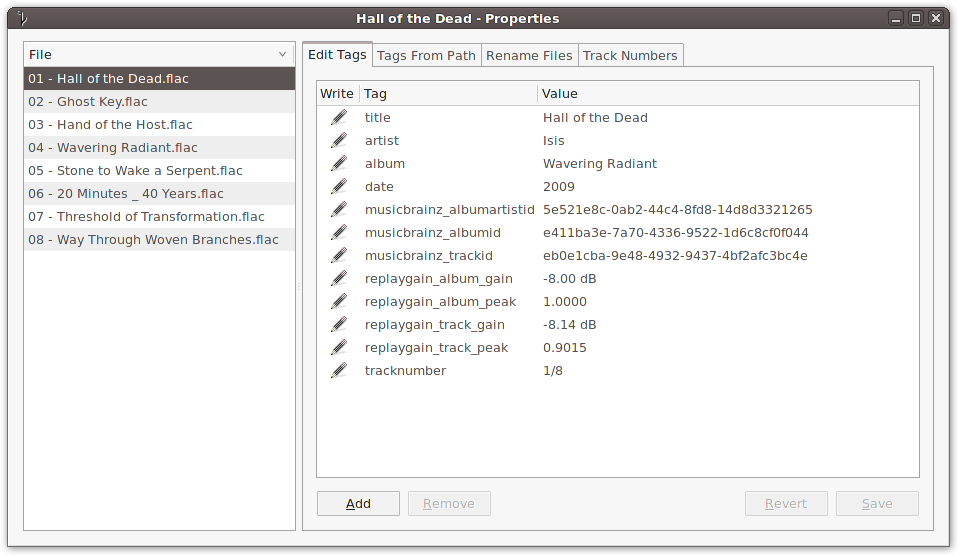 Hall of the Dead - Properties
File
01 - Hall of the Dead.flac
02 - Ghost Key.flac
03 - Hand of the Host.flac
04 - Wavering Radiant.flac
05 - Stone to Wake a Serpent.flac
06 - 20 Minutes _ 40 Years.flac
07 - Threshold of Transformation.flac
08 - Way Through Woven Branches.flac
Edit Tags Tags From Path Rename Files Track Numbers
Write Tag Value
title Hall of the Dead
artist Isis
album Wavering Radiant
date 2009
musicbrainz_albumartistid 5e521e8c-0ab2-44c4-8fd8-14d8d3321265
musicbrainz_albumid e411ba3e-7a70-4336-9522-1d6c8cf0f044
musicbrainz_trackid eb0e1cba-9e48-4932-9437-4bf2afc3bc4e
replaygain_album_gain -8.00 dB
replaygain_album_peak 1.0000
replaygain_track_gain -8.14 dB
replaygain_track_peak 0.9015
tracknumber 1/8
Add Remove Revert Save